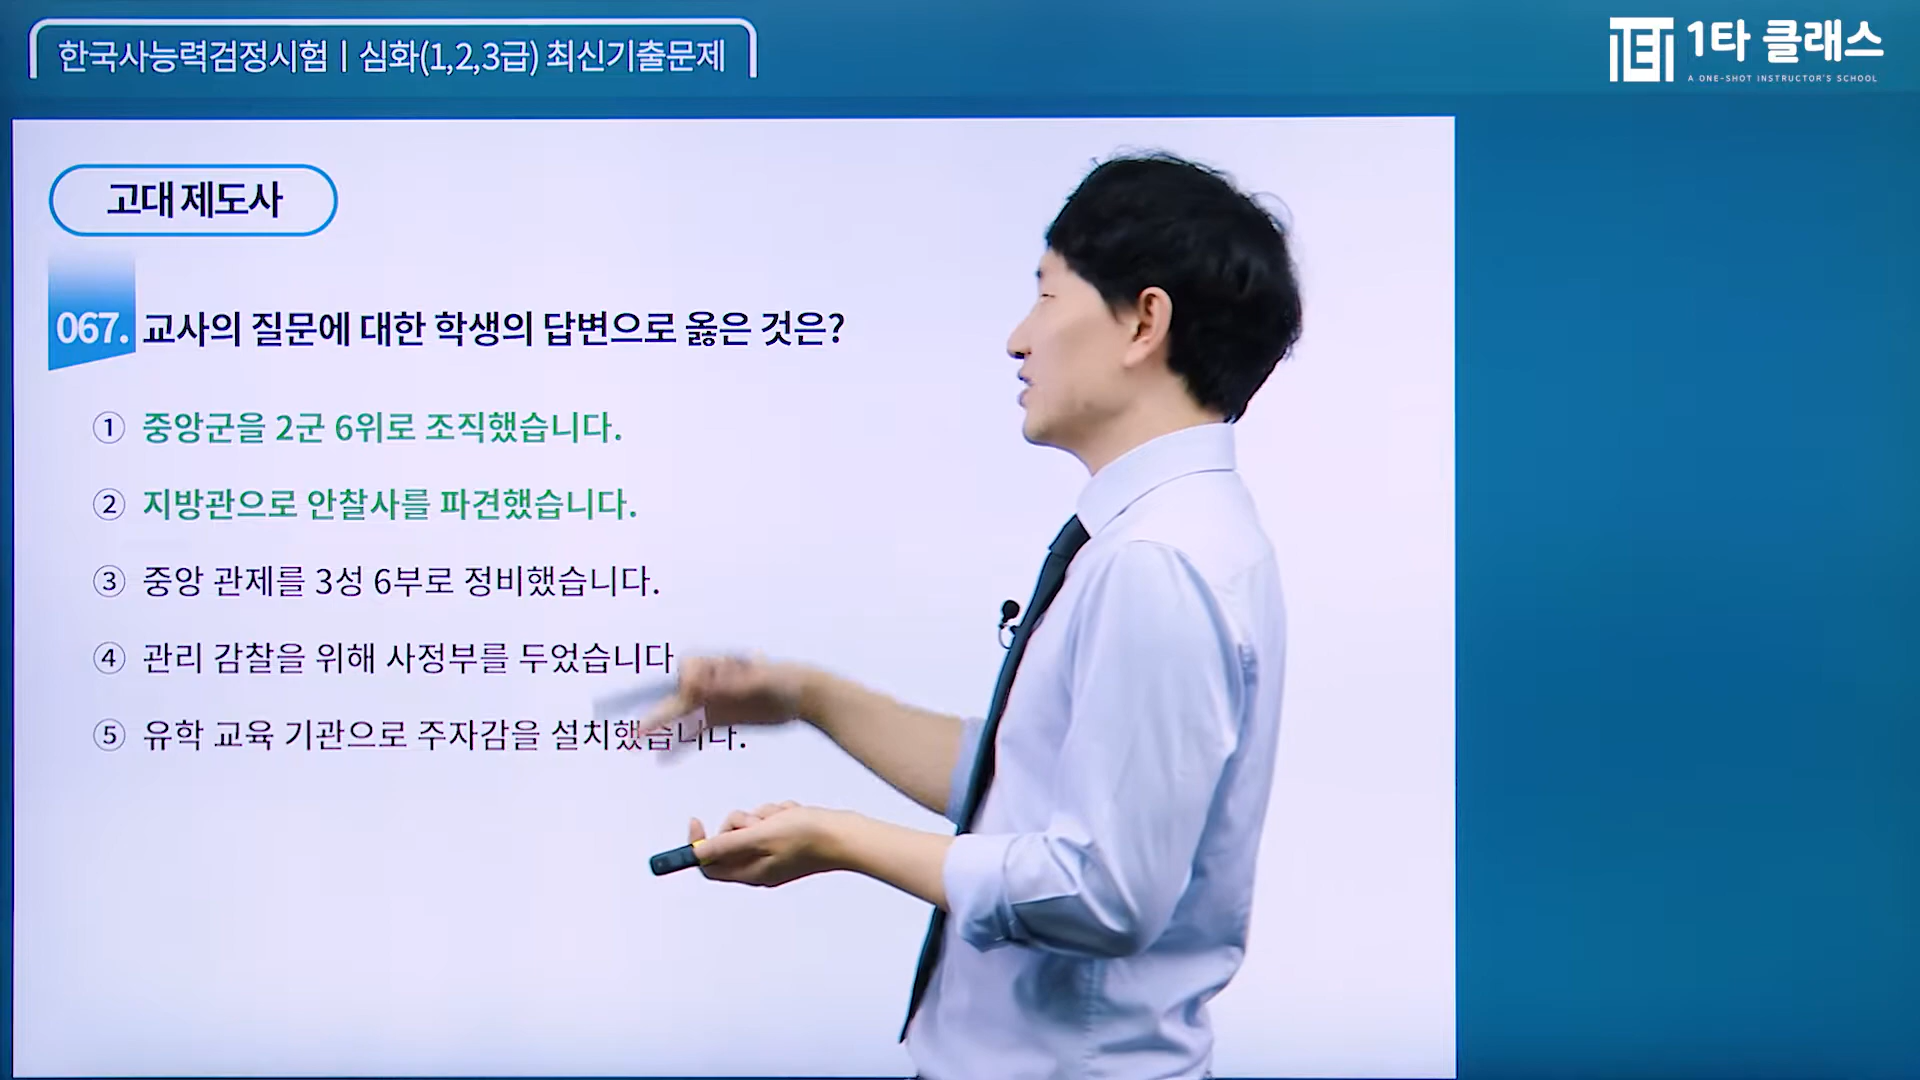 한국사능력검정시험 | 심화(1,2,3급) 최신기출문제
1타 클래스
A ONE-SHOT INSTRUCTOR'S SCHOOL
고대 제도사
067. 교사의 질문에 대한 학생의 답변으로 옳은 것은?
① 중앙군을 2군 6위로 조직했습니다.
② 지방관으로 안찰사를 파견했습니다.
③ 중앙 관제를 3성 6부로 정비했습니다.
④ 관리 감찰을 위해 사정부를 두었습니다.
⑤ 유학 교육 기관으로 주자감을 설치했습니다.